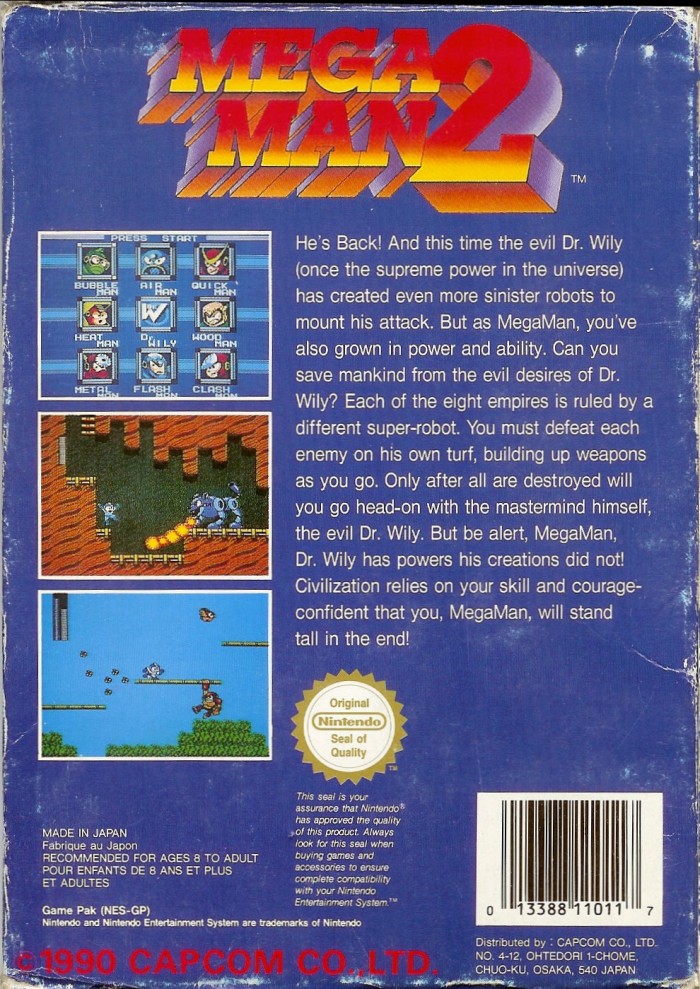 MEGA
MAN 2
TM
PRESS START
BUBBLE MAN
AIR MAN
QUICK MAN
HEAT MAN
DR. WILY
WOOD MAN
METAL MAN
FLASH MAN
CLASH MAN
He's Back! And this time the evil Dr. Wily
(once the supreme power in the universe)
has created even more sinister robots to
mount his attack. But as MegaMan, you've
also grown in power and ability. Can you
save mankind from the evil desires of Dr.
Wily? Each of the eight empires is ruled by a
different super-robot. You must defeat each
enemy on his own turf, building up weapons
as you go. Only after all are destroyed will
you go head-on with the mastermind himself,
the evil Dr. Wily. But be alert, MegaMan,
Dr. Wily has powers his creations did not!
Civilization relies on your skill and courage-
confident that you, MegaMan, will stand
tall in the end!
Original
Nintendo
Seal of
Quality
TM
This seal is your
assurance that Nintendo®
has approved the quality
of this product. Always
look for this seal when
buying games and
accessories to ensure
complete compatibility
with your Nintendo
Entertainment System.™
MADE IN JAPAN
Fabrique au Japon
RECOMMENDED FOR AGES 8 TO ADULT
POUR ENFANTS DE 8 ANS ET PLUS
ET ADULTES
Game Pak (NES-GP)
Nintendo and Nintendo Entertainment System are trademarks of Nintendo
©1990 CAPCOM CO.,LTD.
0 13388 11011 7
Distributed by : CAPCOM CO., LTD.
NO. 4-12, OHTEDORI 1-CHOME,
CHUO-KU, OSAKA, 540 JAPAN